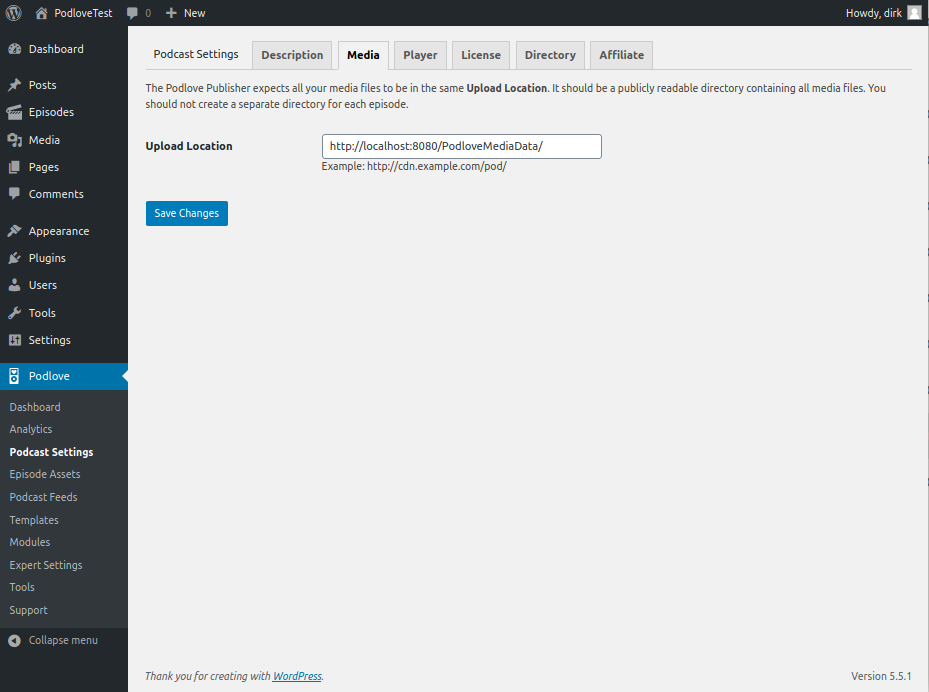 PodloveTest 0 New Howdy, dirk
Dashboard
Posts
Episodes
Media
Pages
Comments
Appearance
Plugins
Users
Tools
Settings
Podlove
Dashboard
Analytics
Podcast Settings
Episode Assets
Podcast Feeds
Templates
Modules
Expert Settings
Tools
Support
Collapse menu
Podcast Settings Description Media Player License Directory Affiliate
The Podlove Publisher expects all your media files to be in the same Upload Location. It should be a publicly readable directory containing all media files. You
should not create a separate directory for each episode.
Upload Location http://localhost:8080/PodloveMediaData/
Example: http://cdn.example.com/pod/
Save Changes
Thank you for creating with WordPress. Version 5.5.1